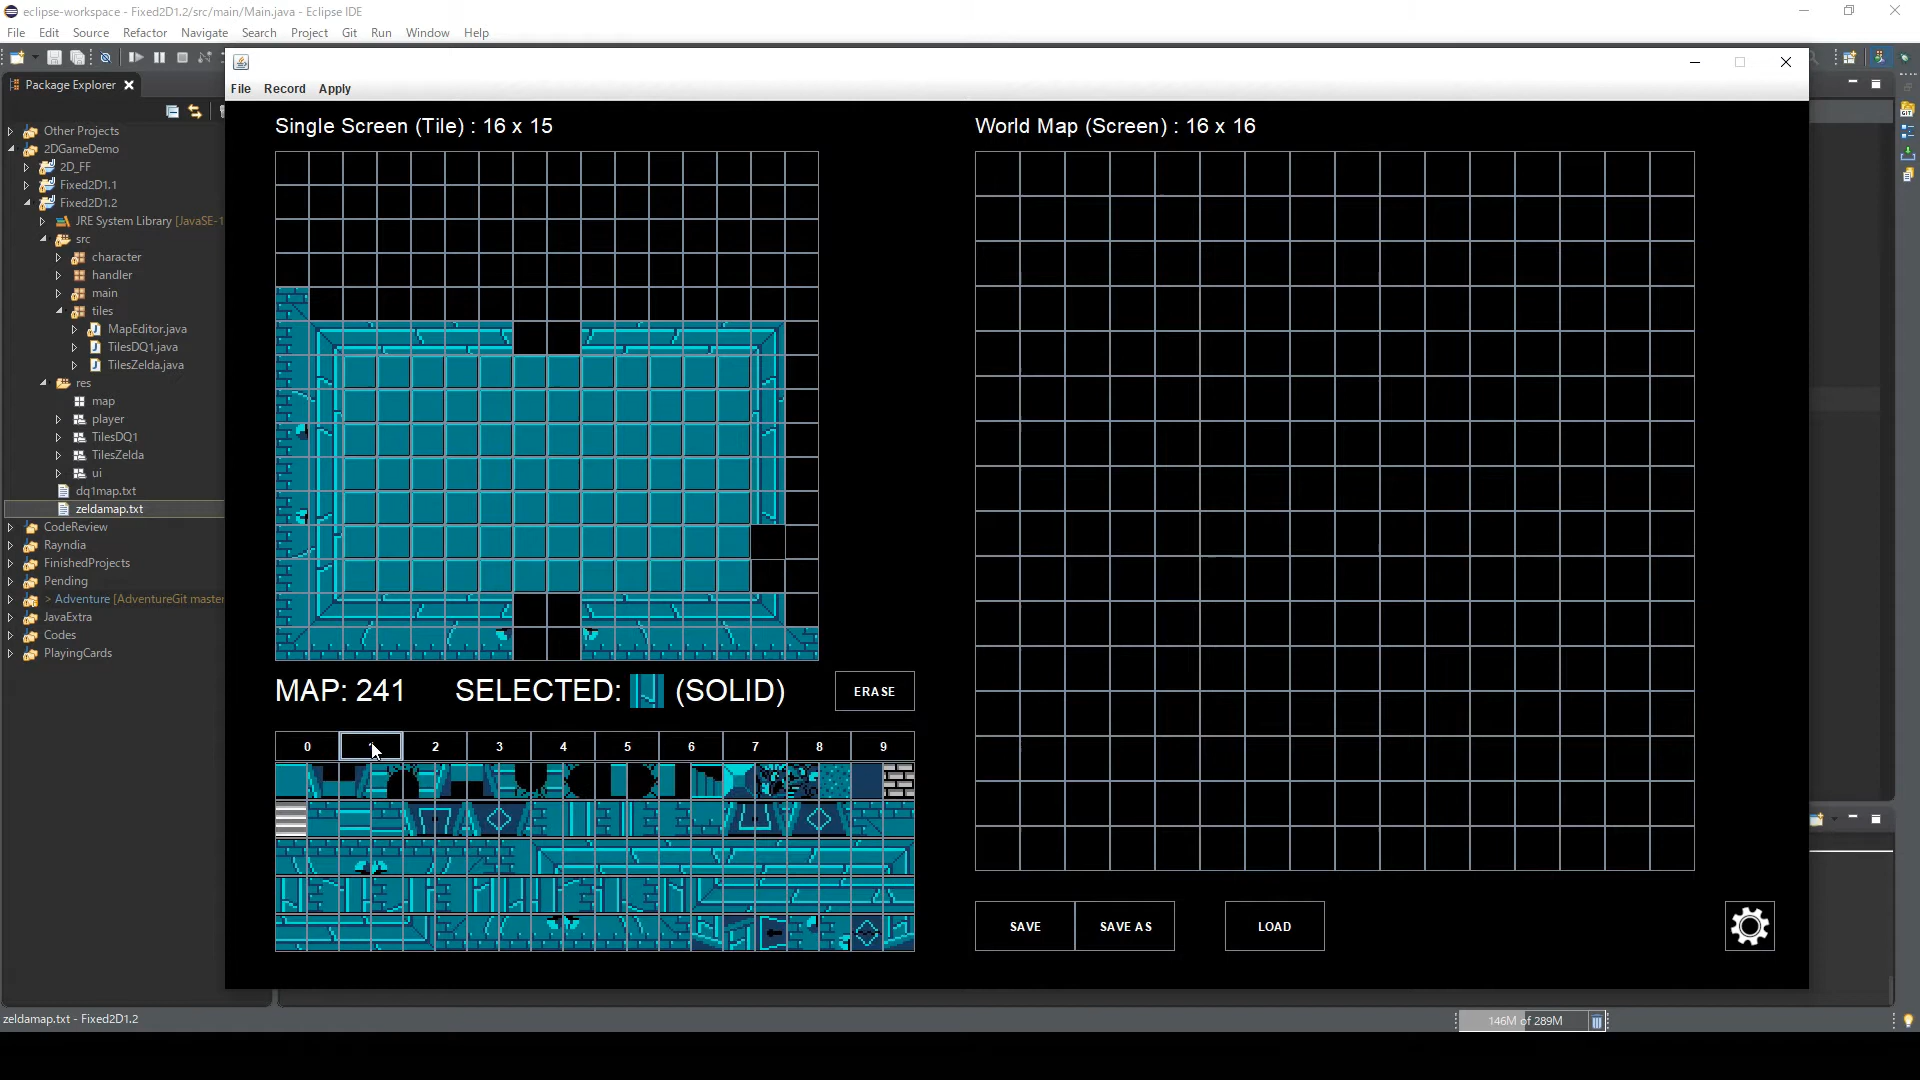 eclipse-workspace - Fixed2D1.2/src/main/Main.java - Eclipse IDE
File Edit Source Refactor Navigate Search Project Git Run Window Help
Package Explorer
File Record Apply
Other Projects
2DGameDemo
2D_FF
Fixed2D1.1
Fixed2D1.2
JRE System Library [JavaSE-1
src
character
handler
main
tiles
MapEditor.java
TilesDQ1.java
TilesZelda.java
res
map
player
TilesDQ1
TilesZelda
ui
dq1map.txt
zeldamap.txt
CodeReview
Rayndia
FinishedProjects
Pending
> Adventure [AdventureGit master
JavaExtra
Codes
PlayingCards
Single Screen (Tile) : 16 x 15
World Map (Screen) : 16 x 16
MAP: 241 SELECTED: (SOLID)
ERASE
0 2 3 4 5 6 7 8 9
SAVE SAVE AS LOAD
zeldamap.txt - Fixed2D1.2
146M of 289M